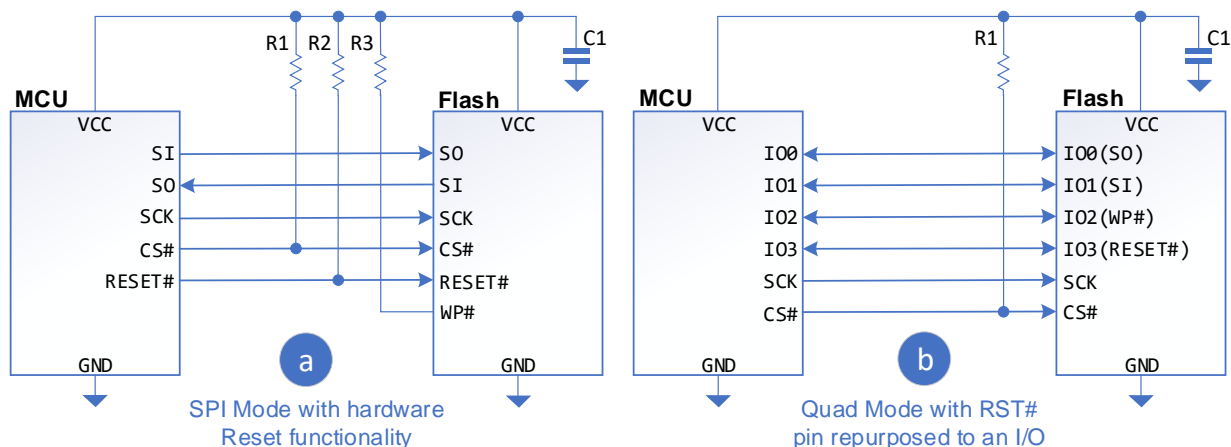 R1 R2 R3 C1
MCU Flash
VCC VCC
SI SO
SO SI
SCK SCK
CS# CS#
RESET# RESET#
WP#
GND GND
a
SPI Mode with hardware
Reset functionality
R1 C1
MCU Flash
VCC VCC
IO0 IO0(SO)
IO1 IO1(SI)
IO2 IO2(WP#)
IO3 IO3(RESET#)
SCK SCK
CS# CS#
GND GND
b
Quad Mode with RST#
pin repurposed to an I/O